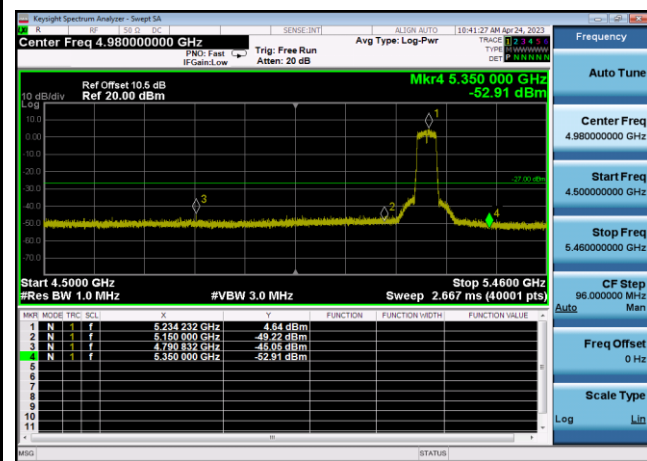 Keysight Spectrum Analyzer - Swept SA
R RF 50 Ω DC SENSE:INT ALIGN AUTO 10:41:27 AM Apr 24, 2023
Center Freq 4.980000000 GHz
PNO: Fast
IFGain:Low
Trig: Free Run
Atten: 20 dB
Avg Type: Log-Pwr
TRACE 1 2 3 4 5 6
TYPE M WWWWW
DET P N N N N N
Ref Offset 10.5 dB
10 dB/div Ref 20.00 dBm
Log
Mkr4 5.350 000 GHz
-52.91 dBm
10.0
0.00
-10.0
-20.0
-30.0
-40.0
-50.0
-60.0
-70.0
1
2
3
4
-27.00 dBm
Start 4.5000 GHz Stop 5.4600 GHz
#Res BW 1.0 MHz #VBW 3.0 MHz Sweep 2.667 ms (40001 pts)
MKR MODE TRC SCL X Y FUNCTION FUNCTION WIDTH FUNCTION VALUE
1 N 1 f 5.234 232 GHz 4.64 dBm
2 N 1 f 5.150 000 GHz -49.22 dBm
3 N 1 f 4.790 832 GHz -45.05 dBm
4 N 1 f 5.350 000 GHz -52.91 dBm
5
6
7
8
9
10
11
MSG STATUS
Frequency
Auto Tune
Center Freq
4.980000000 GHz
Start Freq
4.500000000 GHz
Stop Freq
5.460000000 GHz
CF Step
96.000000 MHz
Auto Man
Freq Offset
0 Hz
Scale Type
Log Lin